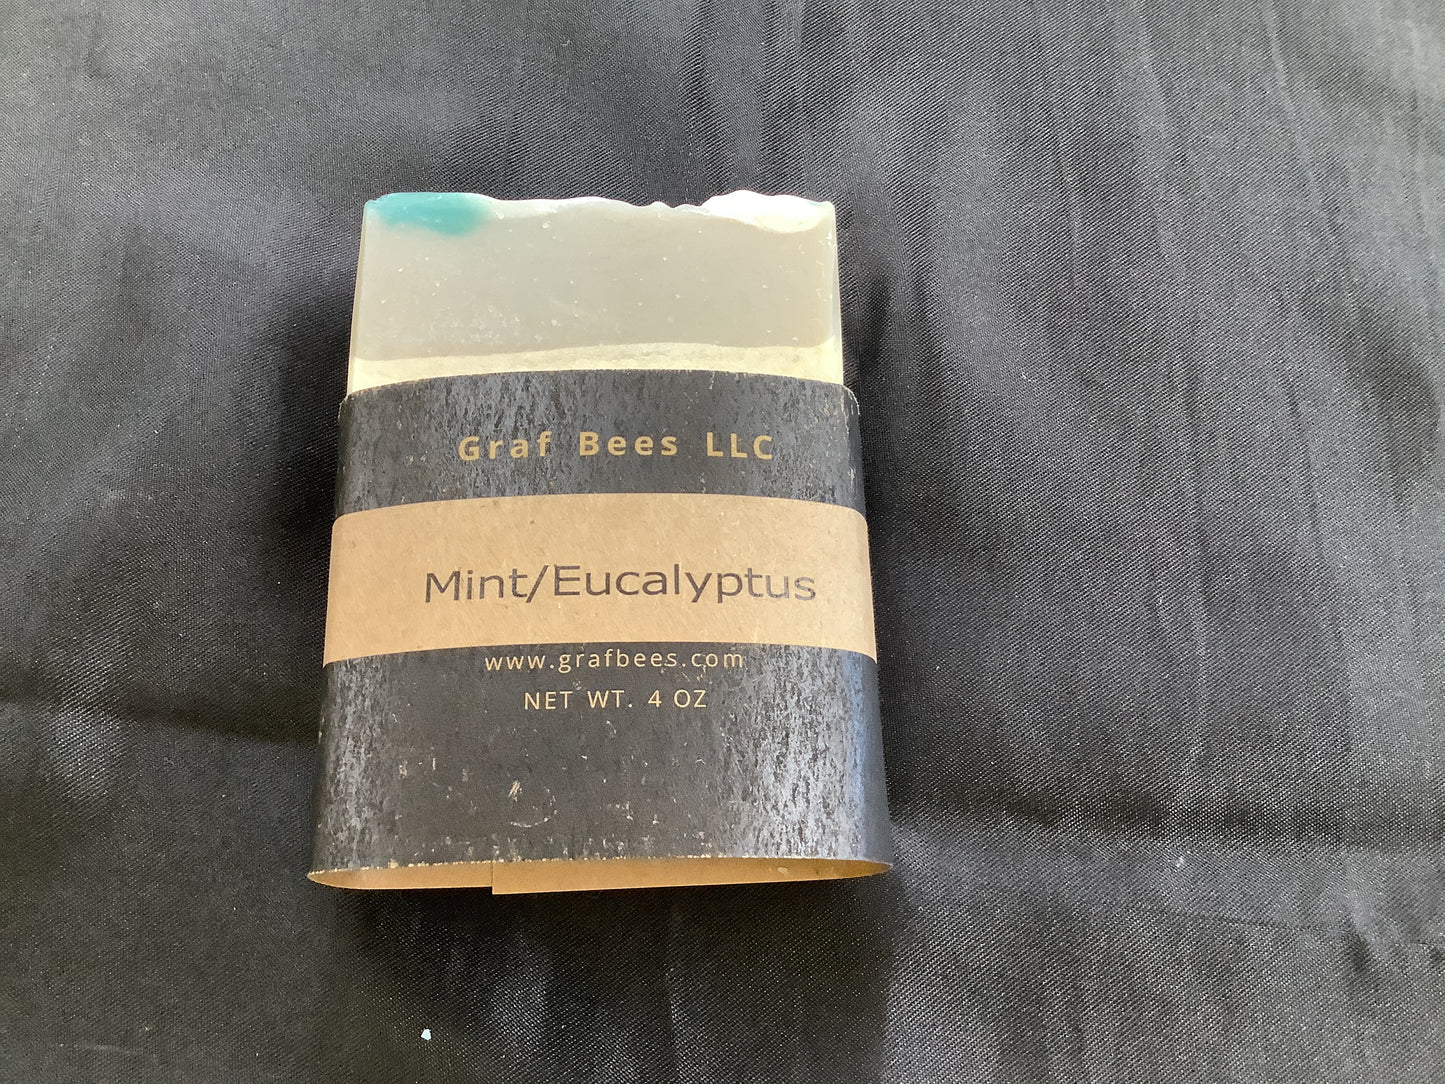 Graf Bees LLC
Mint/Eucalyptus
www.grafbees.com
NET WT. 4 OZ